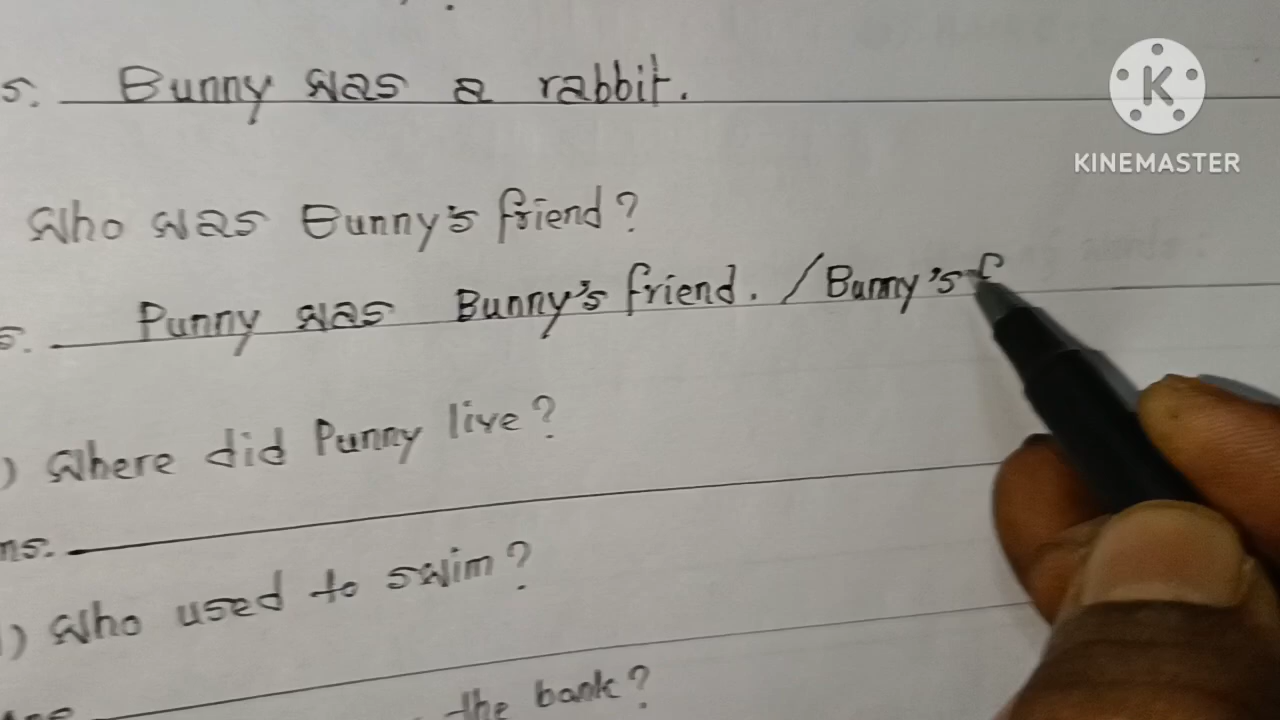 s. Bunny was a rabbit.
K
KINEMASTER
Who was Bunny's friend?
s. Punny was Bunny's friend. / Bunny's f
) Where did Punny live?
ns.
) Who used to swim?
the bank?